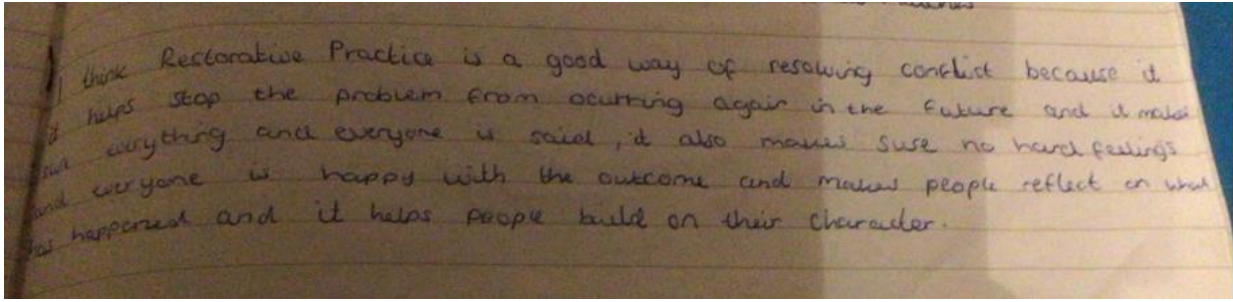 I think Restorative Practice is a good way of resolving conflict because it
it helps stop the problem from ocurring again in the future and it makes
sure everything and everyone is said, it also makes sure no hard feelings
and everyone is happy with the outcome and makes people reflect on what
has happened and it helps people build on their character.